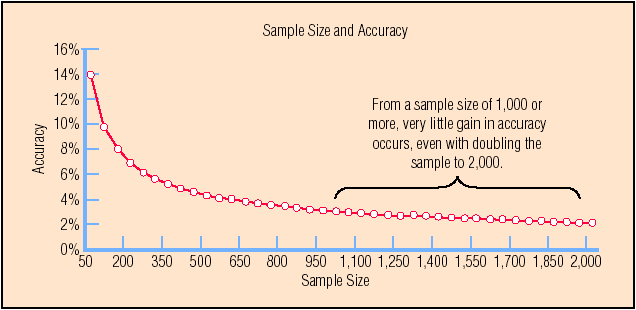 Sample Size and Accuracy
16%
14%
12%
10%
8%
6%
4%
2%
0%
Accuracy
From a sample size of 1,000 or
more, very little gain in accuracy
occurs, even with doubling the
sample to 2,000.
50 200 350 500 650 800 950 1,100 1,250 1,400 1,550 1,700 1,850 2,000
Sample Size